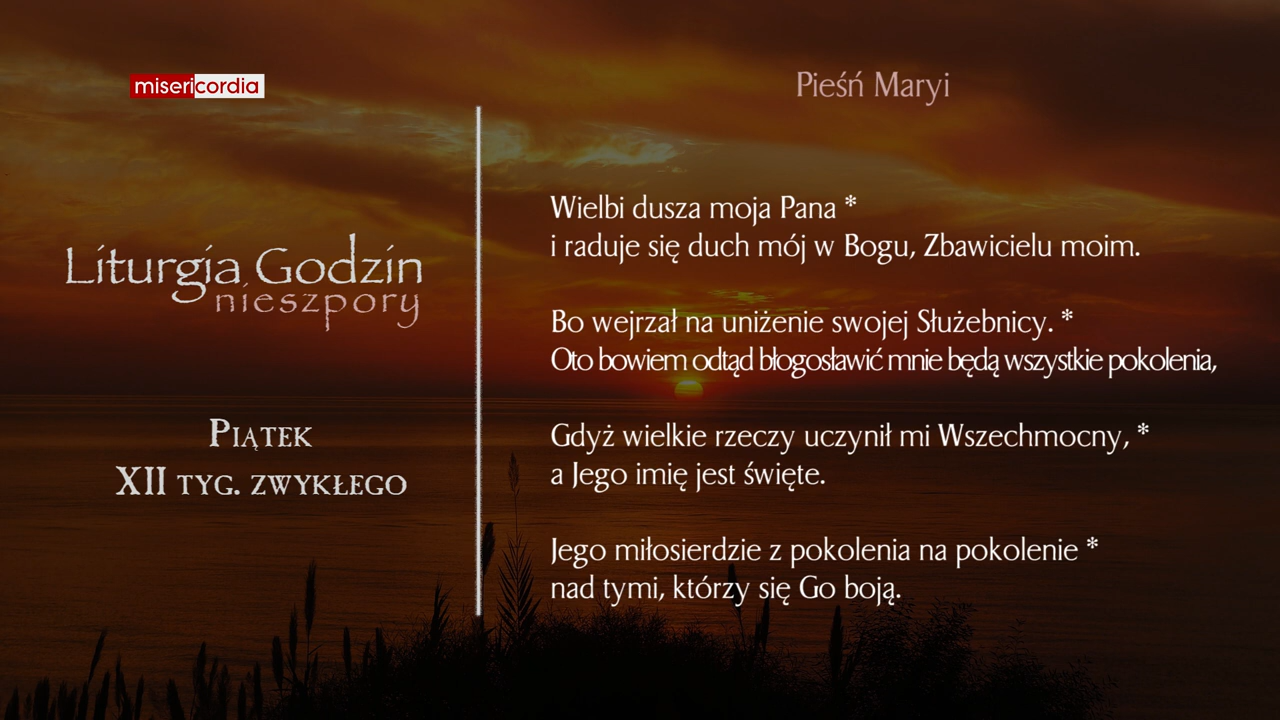 misericordia
Liturgia Godzin
nieszpory
Piątek
XII tyg. zwykłego
Pieśń Maryi
Wielbi dusza moja Pana *
i raduje się duch mój w Bogu, Zbawicielu moim.
Bo wejrzał na uniżenie swojej Służebnicy. *
Oto bowiem odtąd błogosławić mnie będą wszystkie pokolenia,
Gdyż wielkie rzeczy uczynił mi Wszechmocny, *
a Jego imię jest święte.
Jego miłosierdzie z pokolenia na pokolenie *
nad tymi, którzy się Go boją.